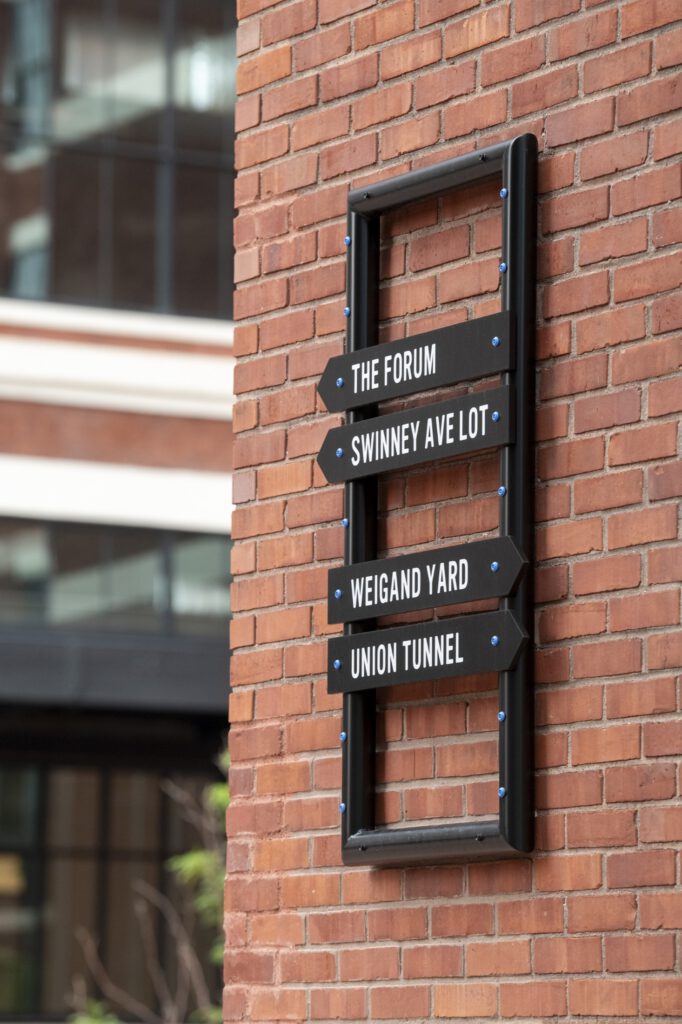 THE FORUM
SWINNEY AVE LOT
WEIGAND YARD
UNION TUNNEL